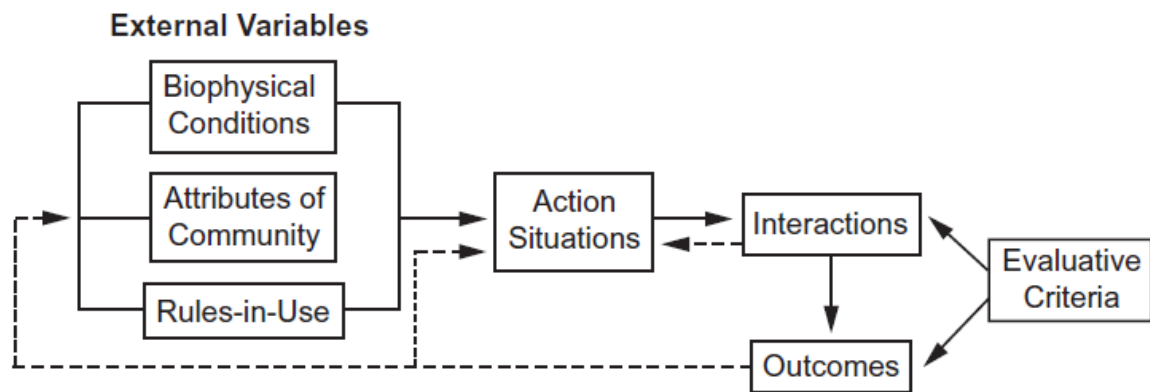 External Variables
Biophysical
Conditions
Attributes of
Community
Rules-in-Use
Action
Situations
Interactions
Outcomes
Evaluative
Criteria